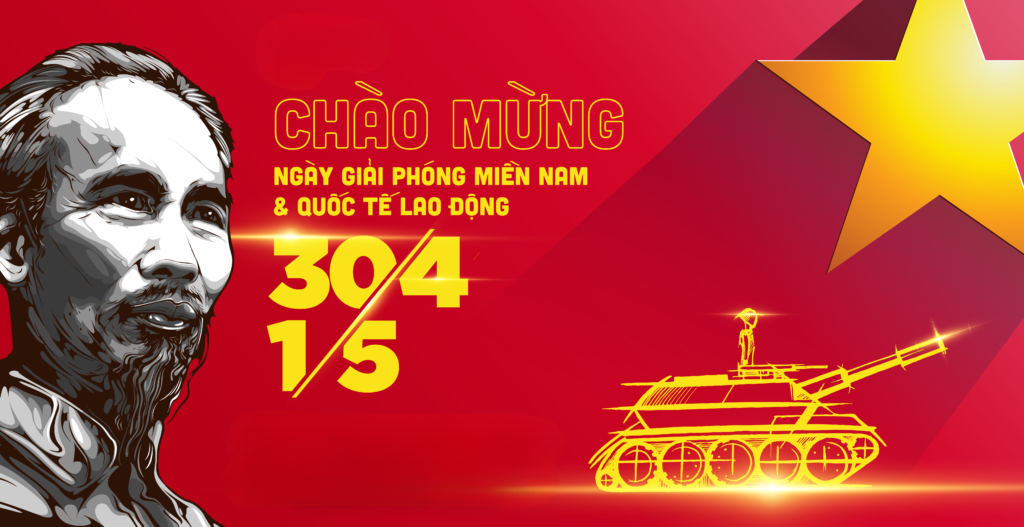 CHÀO MỪNG
NGÀY GIẢI PHÓNG MIỀN NAM
& QUỐC TẾ LAO ĐỘNG
30/4
1/5